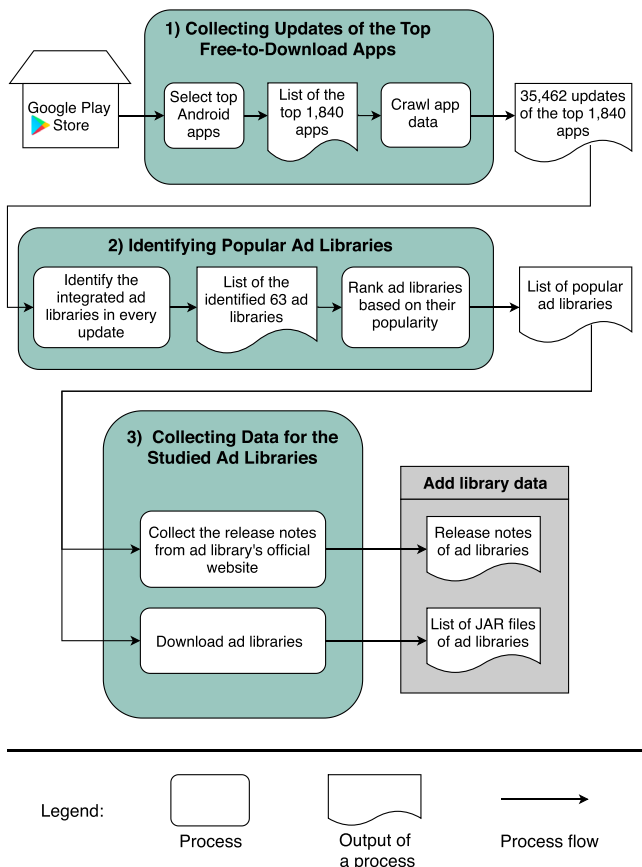 1) Collecting Updates of the Top
Free-to-Download Apps
Google Play
Store
Select top
Android
apps
List of the
top 1,840
apps
Crawl app
data
35,462 updates
of the top 1,840
apps
2) Identifying Popular Ad Libraries
Identify the
integrated ad
libraries in every
update
List of the
identified 63 ad
libraries
Rank ad libraries
based on their
popularity
List of popular
ad libraries
3) Collecting Data for the
Studied Ad Libraries
Add library data
Collect the release notes
from ad library's official
website
Release notes
of ad libraries
Download ad libraries
List of JAR files
of ad libraries
Legend:
Process
Output of
a process
Process flow